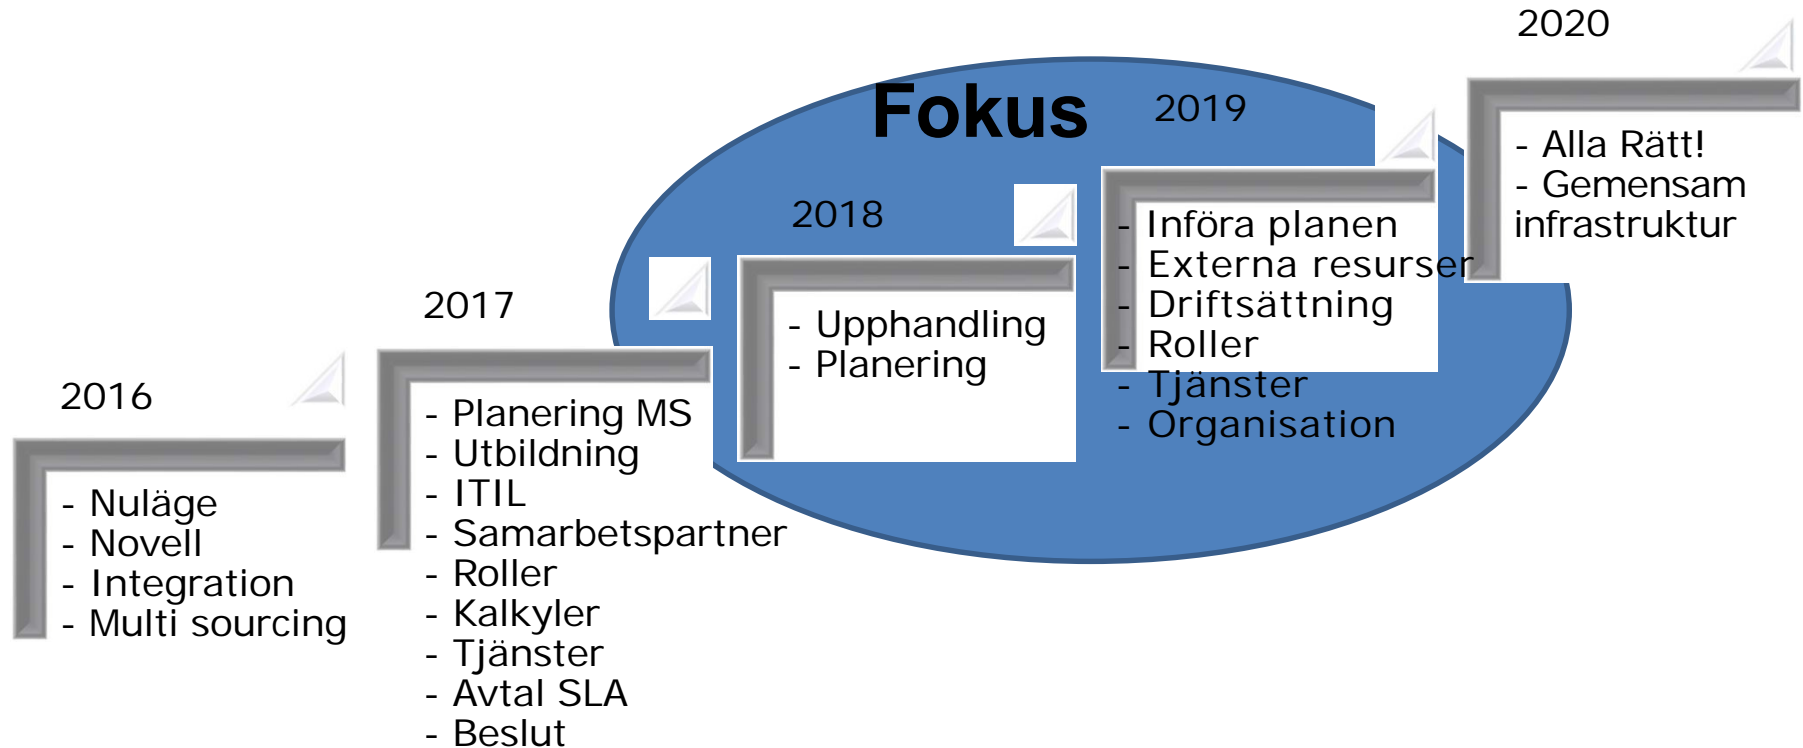 2016
- Nuläge
- Novell
- Integration
- Multi sourcing
2017
- Planering MS
- Utbildning
- ITIL
- Samarbetspartner
- Roller
- Kalkyler
- Tjänster
- Avtal SLA
- Beslut
Fokus
2018
- Upphandling
- Planering
2019
- Införa planen
- Externa resurser
- Driftsättning
- Roller
- Tjänster
- Organisation
2020
- Alla Rätt!
- Gemensam
infrastruktur